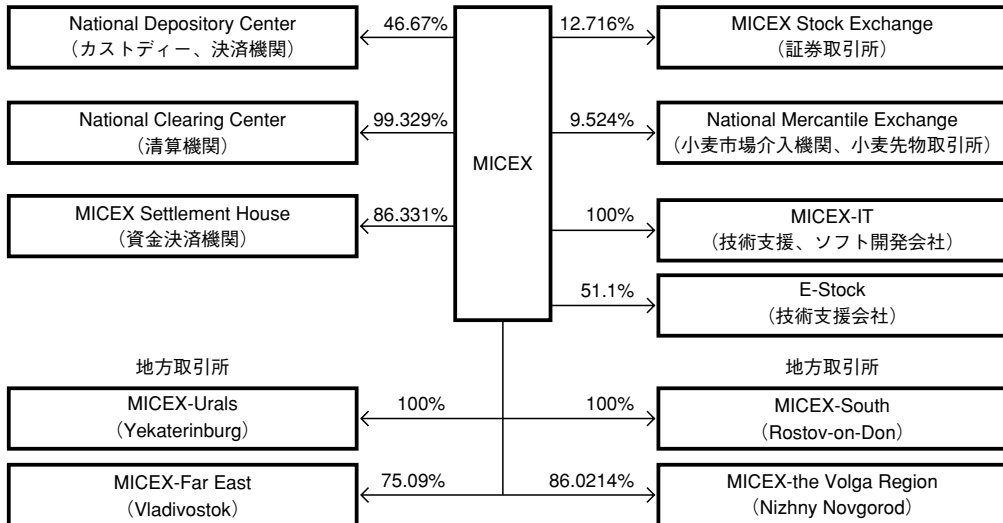 National Depository Center
（カストディー、決済機関）
46.67%
12.716%
MICEX Stock Exchange
（証券取引所）
National Clearing Center
（清算機関）
99.329%
9.524%
National Mercantile Exchange
（小麦市場介入機関、小麦先物取引所）
MICEX
MICEX Settlement House
（資金決済機関）
86.331%
100%
MICEX-IT
（技術支援、ソフト開発会社）
51.1%
E-Stock
（技術支援会社）
地方取引所
地方取引所
MICEX-Urals
（Yekaterinburg）
100%
100%
MICEX-South
（Rostov-on-Don）
MICEX-Far East
（Vladivostok）
75.09%
86.0214%
MICEX-the Volga Region
（Nizhny Novgorod）